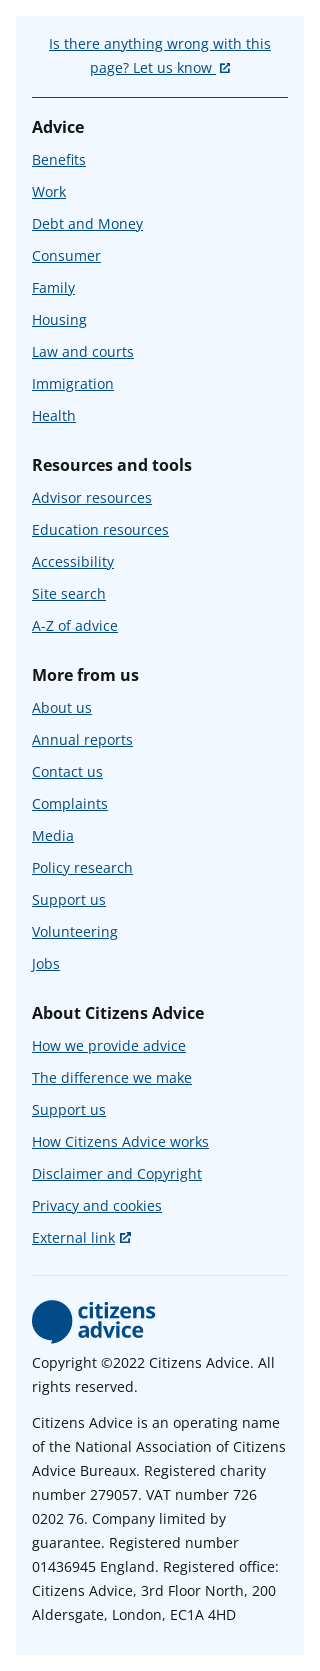 Is there anything wrong with this
page? Let us know
Advice
Benefits
Work
Debt and Money
Consumer
Family
Housing
Law and courts
Immigration
Health
Resources and tools
Advisor resources
Education resources
Accessibility
Site search
A-Z of advice
More from us
About us
Annual reports
Contact us
Complaints
Media
Policy research
Support us
Volunteering
Jobs
About Citizens Advice
How we provide advice
The difference we make
Support us
How Citizens Advice works
Disclaimer and Copyright
Privacy and cookies
External link
citizens
advice
Copyright ©2022 Citizens Advice. All
rights reserved.
Citizens Advice is an operating name
of the National Association of Citizens
Advice Bureaux. Registered charity
number 279057. VAT number 726
0202 76. Company limited by
guarantee. Registered number
01436945 England. Registered office:
Citizens Advice, 3rd Floor North, 200
Aldersgate, London, EC1A 4HD